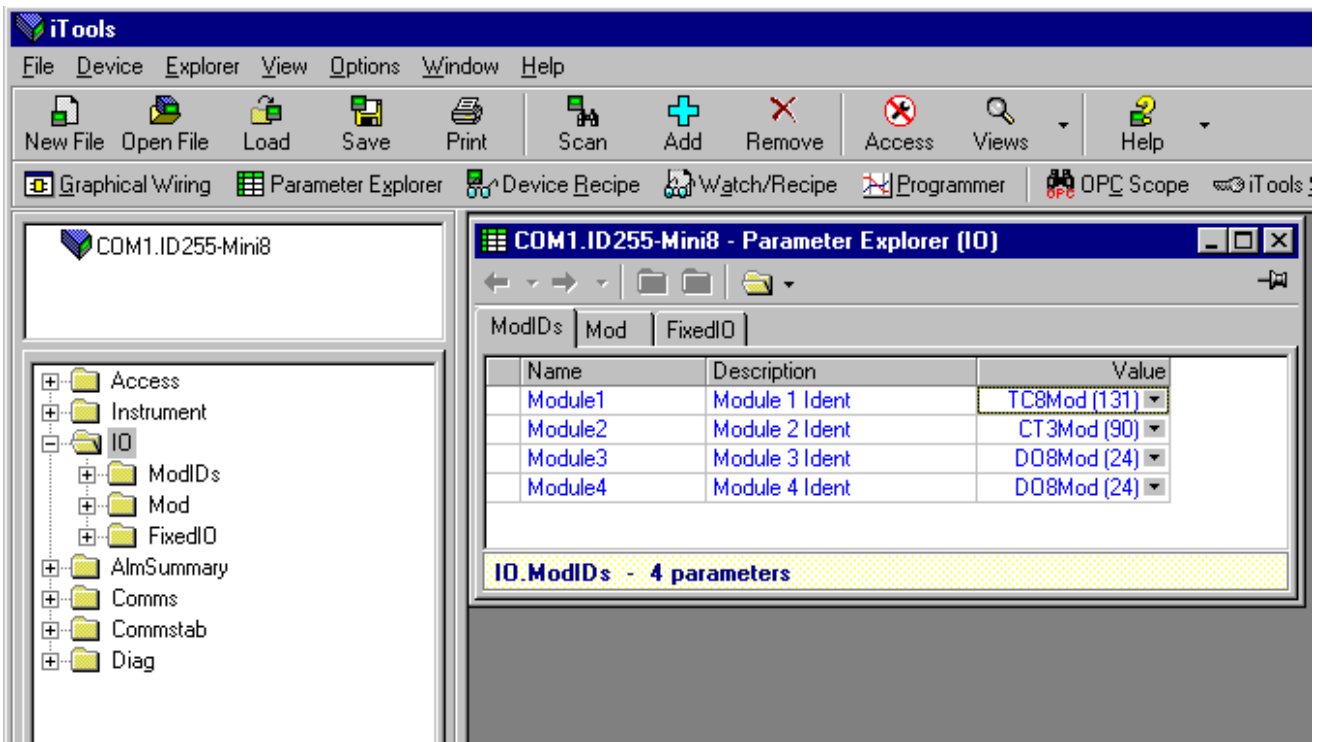 iTools
File Device Explorer View Options Window Help
New File Open File Load Save Print Scan Add Remove Access Views Help
Graphical Wiring Parameter Explorer Device Recipe Watch/Recipe Programmer OPC OPC Scope iTools
COM1.ID255-Mini8
COM1.ID255-Mini8 - Parameter Explorer (IO)
ModIDs Mod FixedIO
Name Description Value
Module1 Module 1 Ident TC8Mod (131)
Module2 Module 2 Ident CT3Mod (90)
Module3 Module 3 Ident DO8Mod (24)
Module4 Module 4 Ident DO8Mod (24)
IO.ModIDs - 4 parameters
Access
Instrument
IO
ModIDs
Mod
FixedIO
AlmSummary
Comms
Commstab
Diag